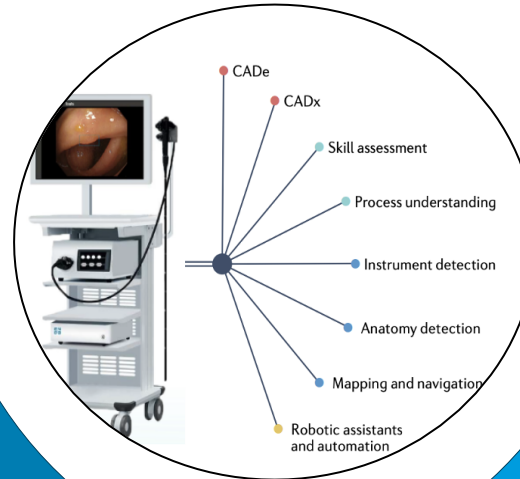 CADe
CADx
Skill assessment
Process understanding
Instrument detection
Anatomy detection
Mapping and navigation
Robotic assistants
and automation